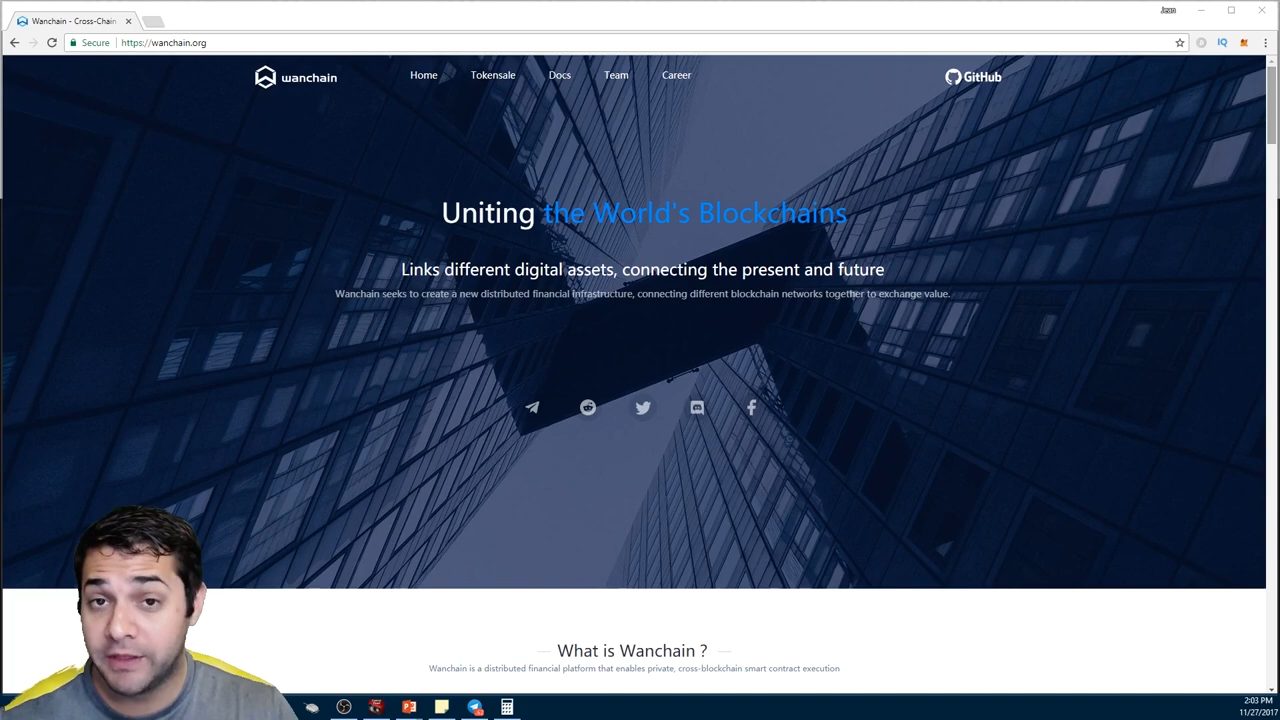 Wanchain - Cross-Chain
Jean
Secure
https://wanchain.org
IQ
wanchain
Home
Tokensale
Docs
Team
Career
GitHub
Uniting the World's Blockchains
Links different digital assets, connecting the present and future
Wanchain seeks to create a new distributed financial infrastructure, connecting different blockchain networks together to exchange value.
What is Wanchain ?
Wanchain is a distributed financial platform that enables private, cross-blockchain smart contract execution
2:03 PM
11/27/2017